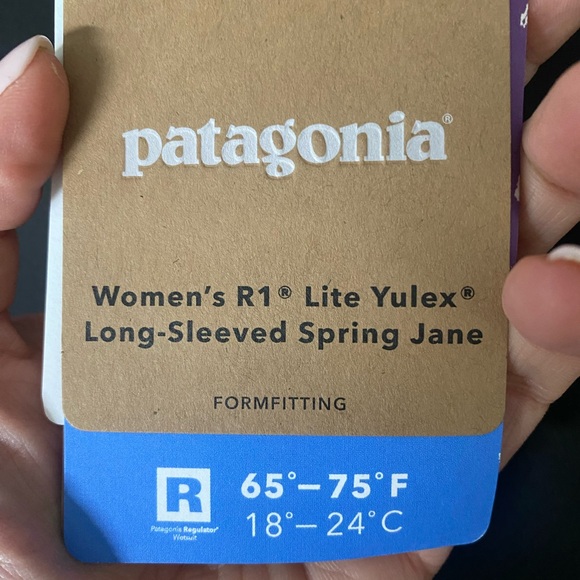 patagonia®
Women's R1® Lite Yulex®
Long-Sleeved Spring Jane
FORMFITTING
R
65°–75°F
18°–24°C
Patagonia Regulator®
Wetsuit